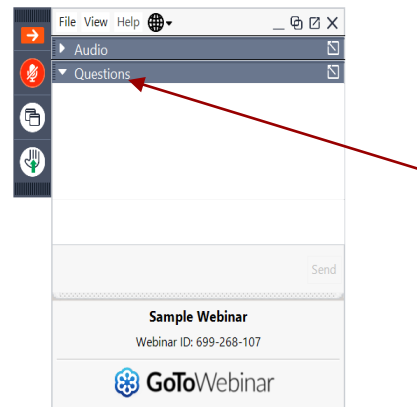 File View Help
Audio
Questions
Send
Sample Webinar
Webinar ID: 699-268-107
GoToWebinar